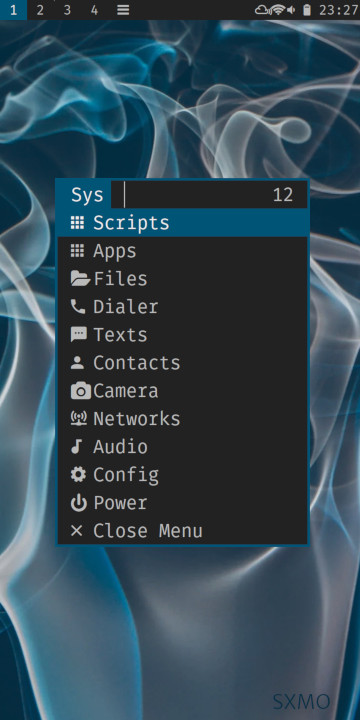 1 2 3 4 23:27
Sys 12
Scripts
Apps
Files
Dialer
Texts
Contacts
Camera
Networks
Audio
Config
Power
Close Menu
SXMO